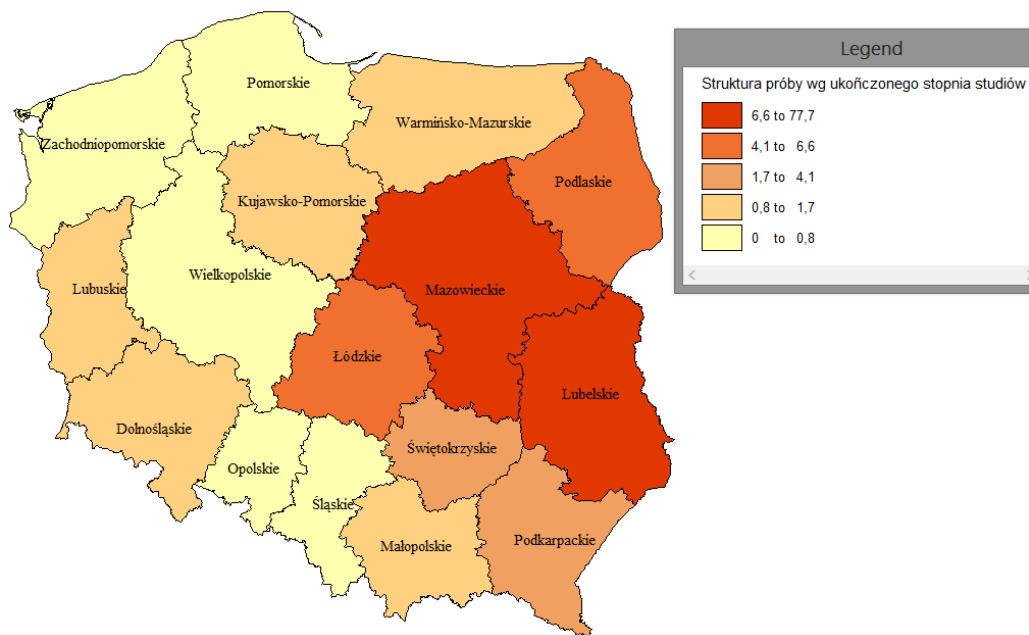 Legend
Struktura próby wg ukończonego stopnia studiów
6,6 to 77,7
4,1 to 6,6
1,7 to 4,1
0,8 to 1,7
0 to 0,8
Pomorskie
Zachodniopomorskie
Warmińsko-Mazurskie
Podlaskie
Kujawsko-Pomorskie
Wielkopolskie
Lubuskie
Mazowieckie
Łódzkie
Lubelskie
Dolnośląskie
Świętokrzyskie
Opolskie
Śląskie
Małopolskie
Podkarpackie